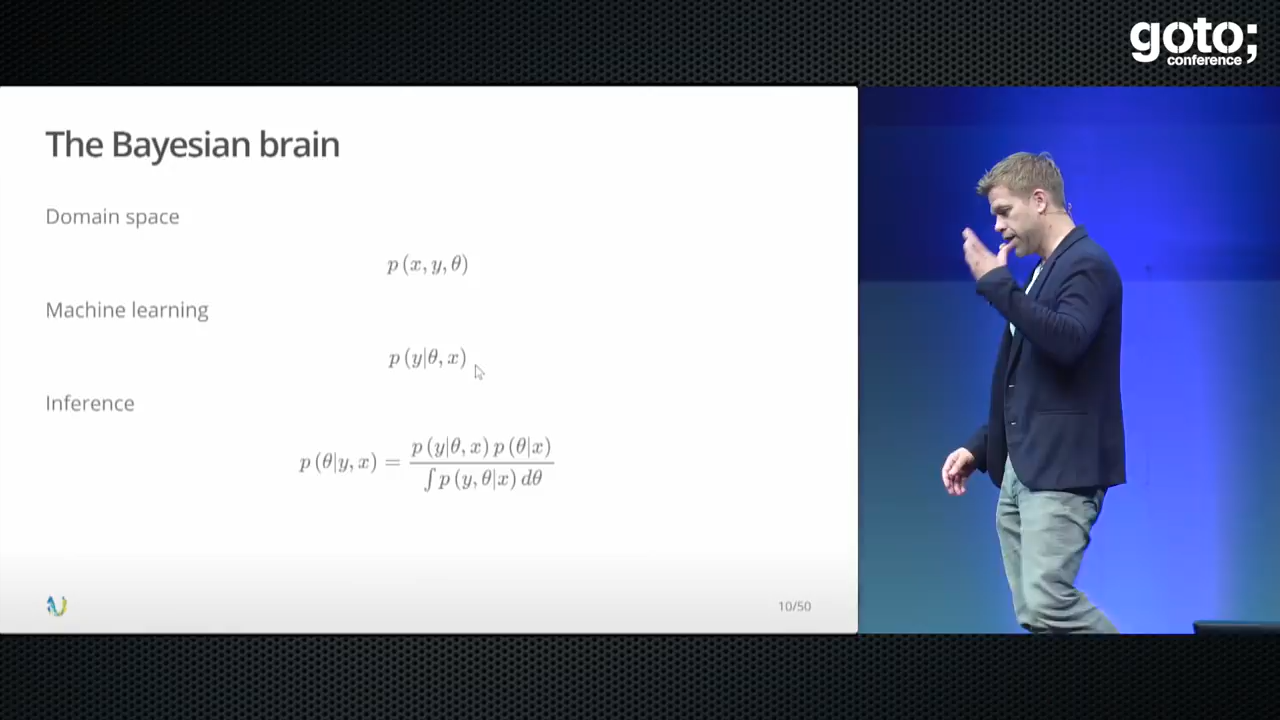 goto;
conference
The Bayesian brain
Domain space
p (x, y, θ)
Machine learning
p (y|θ, x)
Inference
p (θ|y, x) = p (y|θ, x) p (θ|x) / ∫ p (y, θ|x) dθ
10/50